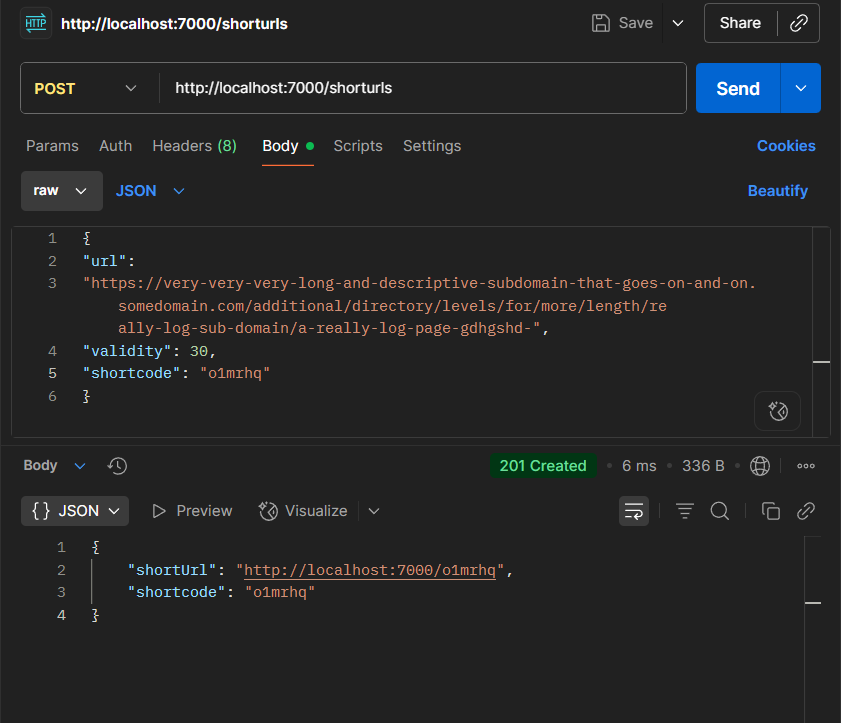 HTTP http://localhost:7000/shorturls Save Share
POST http://localhost:7000/shorturls Send
Params Auth Headers (8) Body Scripts Settings Cookies
raw JSON Beautify
1 {
2 "url":
3 "https://very-very-very-long-and-descriptive-subdomain-that-goes-on-and-on.
somedomain.com/additional/directory/levels/for/more/length/re
ally-log-sub-domain/a-really-log-page-gdhgshd-",
4 "validity": 30,
5 "shortcode": "o1mrhq"
6 }
Body 201 Created • 6 ms • 336 B •
{} JSON Preview Visualize
1 {
2 "shortUrl": "http://localhost:7000/o1mrhq",
3 "shortcode": "o1mrhq"
4 }